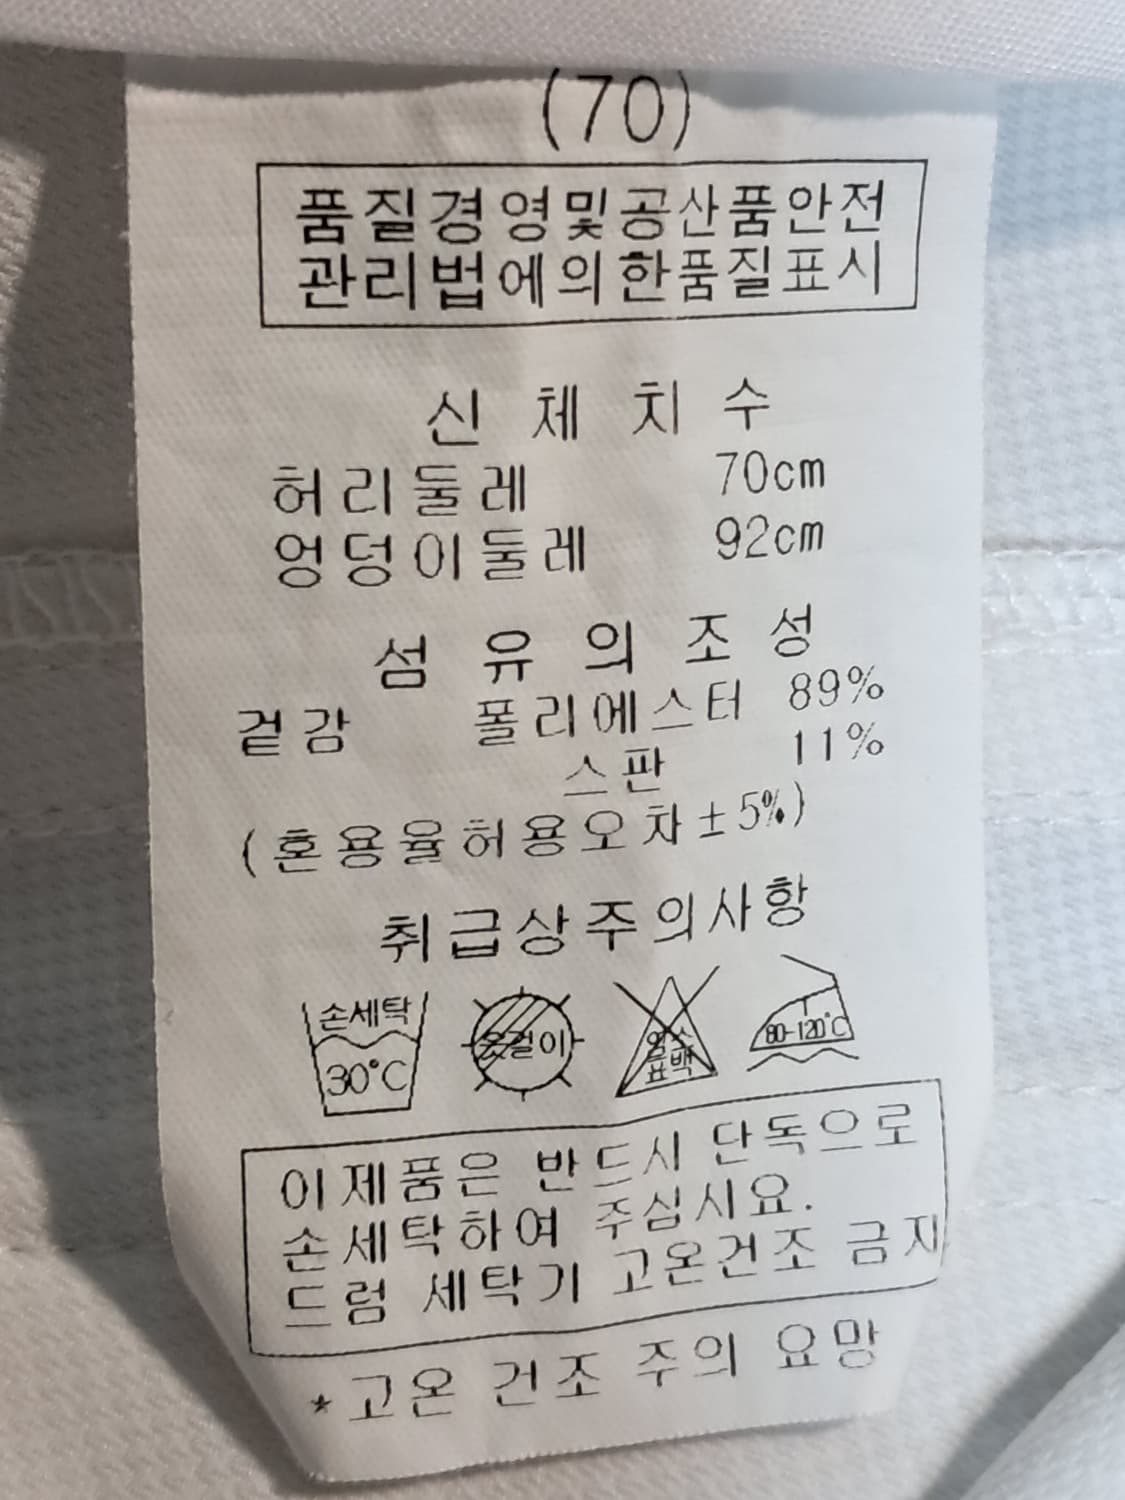 (70)
품질경영및공산품안전
관리법에의한품질표시
신체치수
허리둘레 70cm
엉덩이둘레 92cm
섬유의조성
겉감 폴리에스터 89%
스판 11%
(혼용율허용오차±5%)
취급상주의사항
손세탁
30°C
옷걸이
염소
표백
80-120°C
이제품은 반드시 단독으로
손세탁하여 주십시요.
드럼 세탁기 고온건조 금지
*고온 건조 주의 요망